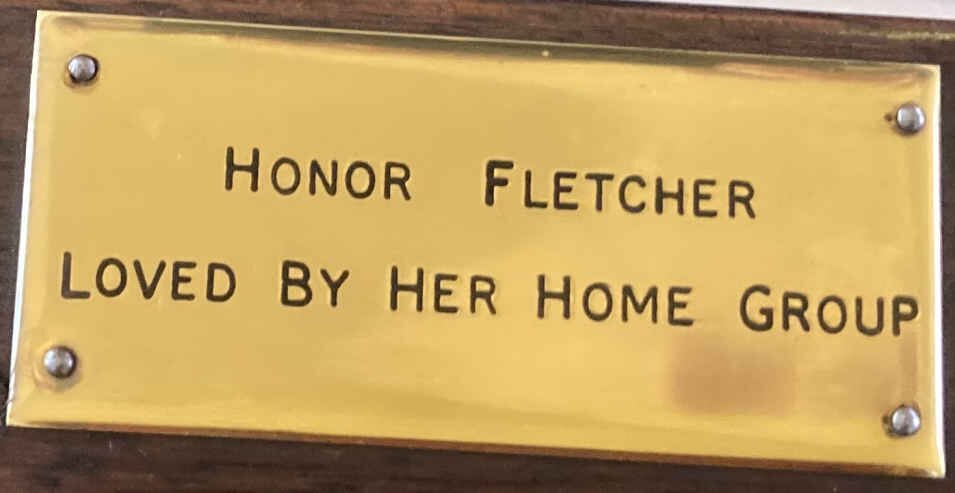 HONOR FLETCHER
LOVED BY HER HOME GROUP